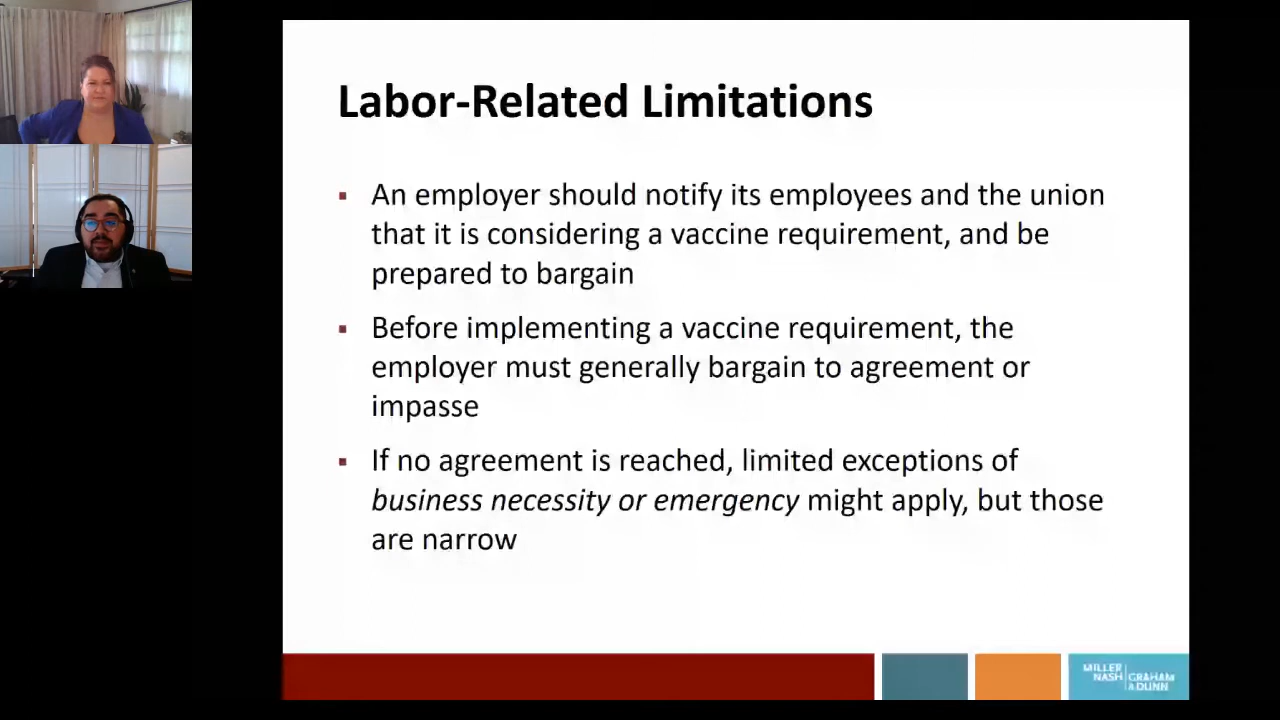 Labor-Related Limitations
▪ An employer should notify its employees and the union
that it is considering a vaccine requirement, and be
prepared to bargain
▪ Before implementing a vaccine requirement, the
employer must generally bargain to agreement or
impasse
▪ If no agreement is reached, limited exceptions of
business necessity or emergency might apply, but those
are narrow
MILLER
NASH
GRAHAM
& DUNN